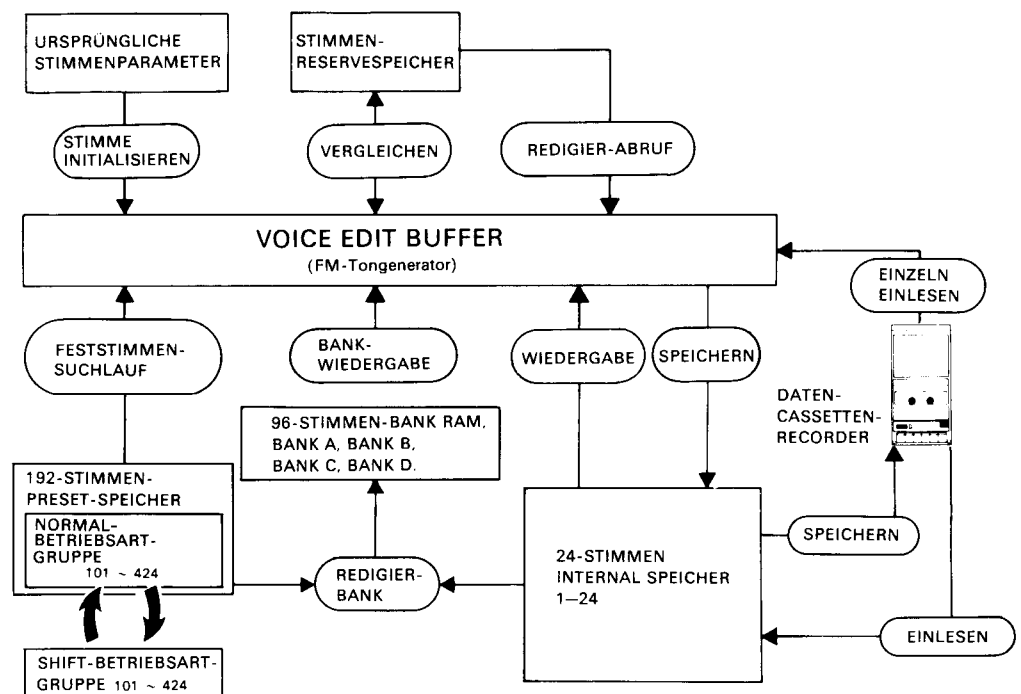 URSPRÜNGLICHE
STIMMENPARAMETER
STIMMEN-
RESERVESPEICHER
STIMME
INITIALISIEREN
VERGLEICHEN
REDIGIER-ABRUF
VOICE EDIT BUFFER
(FM-Tongenerator)
EINZELN
EINLESEN
FESTSTIMMEN-
SUCHLAUF
BANK-
WIEDERGABE
WIEDERGABE
SPEICHERN
DATEN-
CASSETTEN-
RECORDER
96-STIMMEN-BANK RAM,
BANK A, BANK B,
BANK C, BANK D.
192-STIMMEN-
PRESET-SPEICHER
NORMAL-
BETRIEBSART-
GRUPPE
101 ~ 424
REDIGIER-
BANK
24-STIMMEN
INTERNAL SPEICHER
1—24
SPEICHERN
EINLESEN
SHIFT-BETRIEBSART-
GRUPPE 101 ~ 424